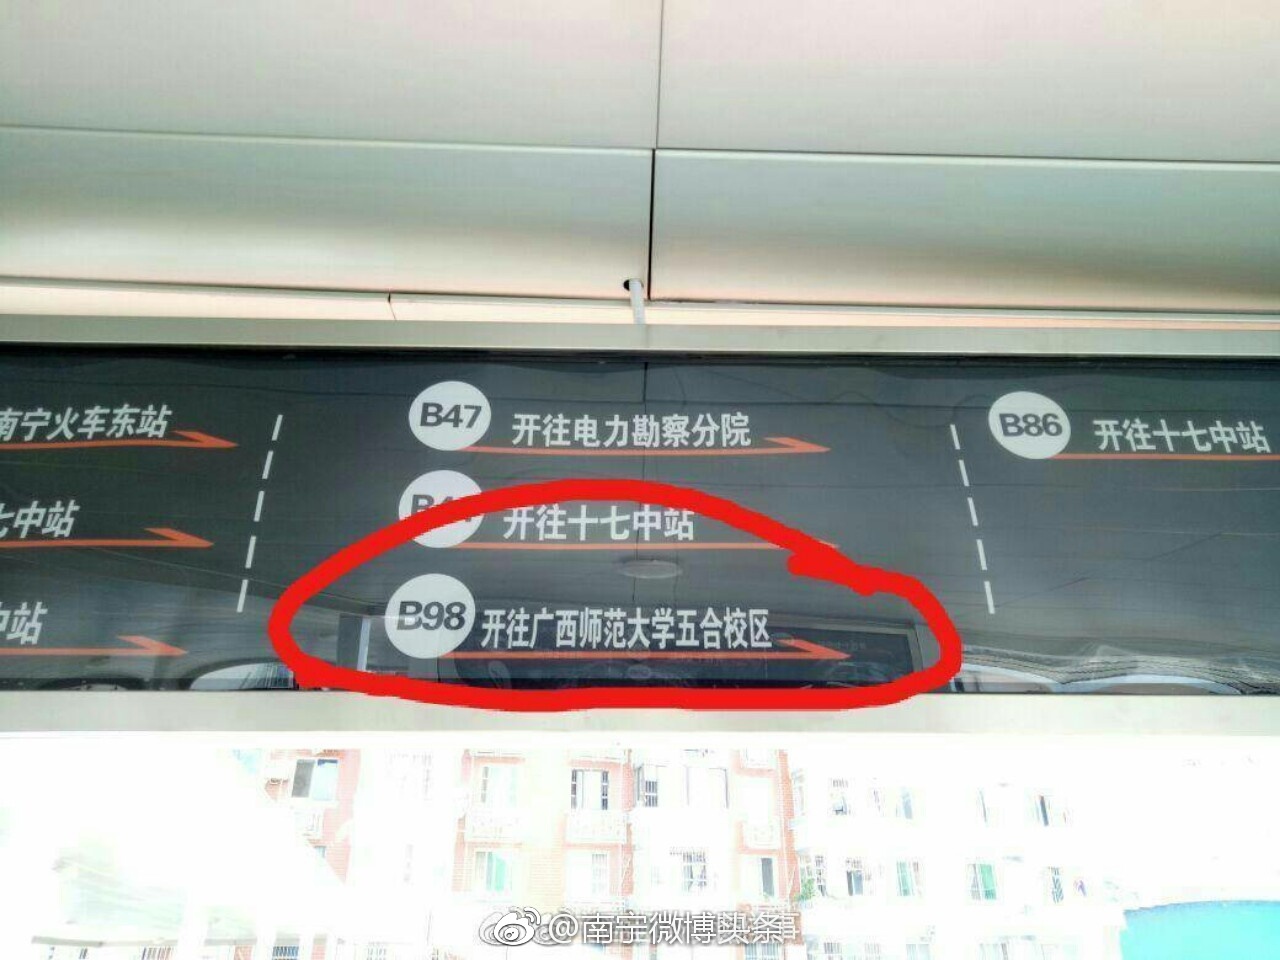 南宁火车东站
七中站
中站
B47 开往电力勘察分院
开往十七中站
B98 开往广西师范大学五合校区
B86 开往十七中站
@南宁微博头条